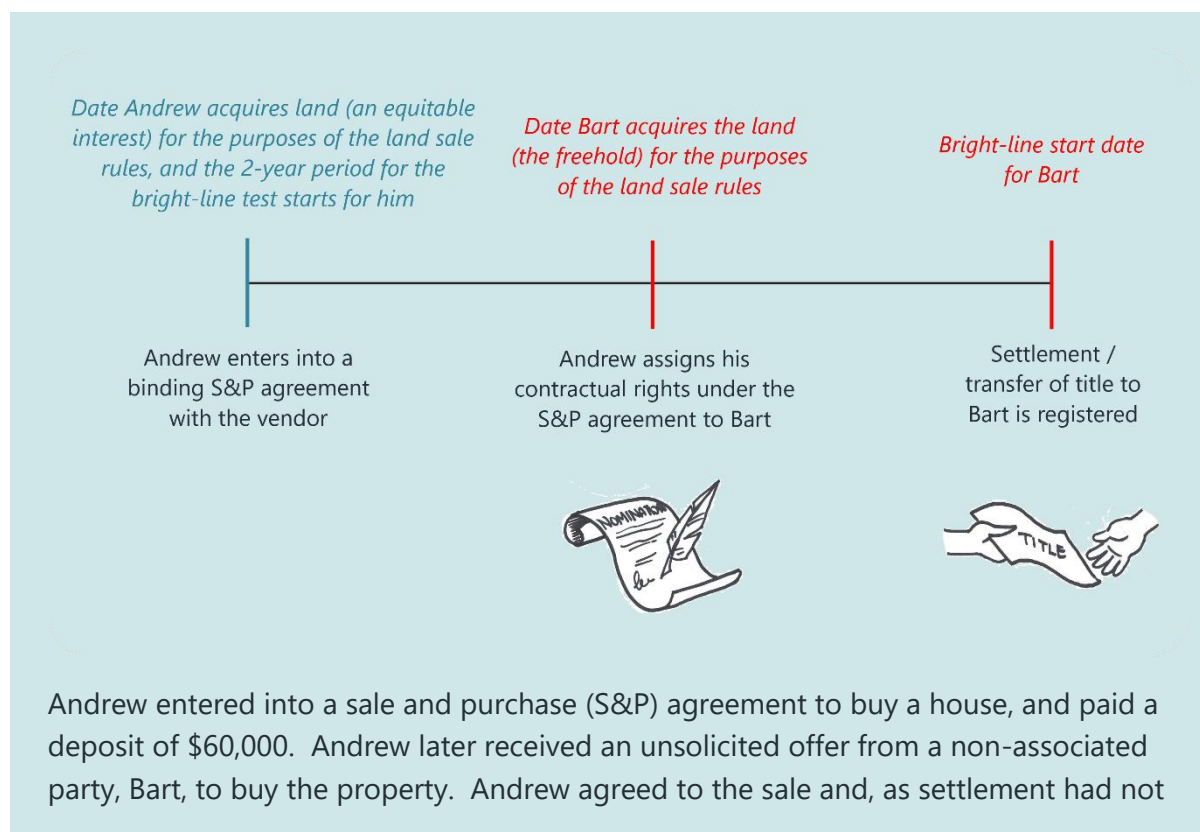 Date Andrew acquires land (an equitable
interest) for the purposes of the land sale
rules, and the 2-year period for the
bright-line test starts for him
Date Bart acquires the land
(the freehold) for the purposes
of the land sale rules
Bright-line start date
for Bart
Andrew enters into a
binding S&P agreement
with the vendor
Andrew assigns his
contractual rights under the
S&P agreement to Bart
Settlement /
transfer of title to
Bart is registered
NOMINATION
TITLE
Andrew entered into a sale and purchase (S&P) agreement to buy a house, and paid a
deposit of $60,000.  Andrew later received an unsolicited offer from a non-associated
party, Bart, to buy the property.  Andrew agreed to the sale and, as settlement had not